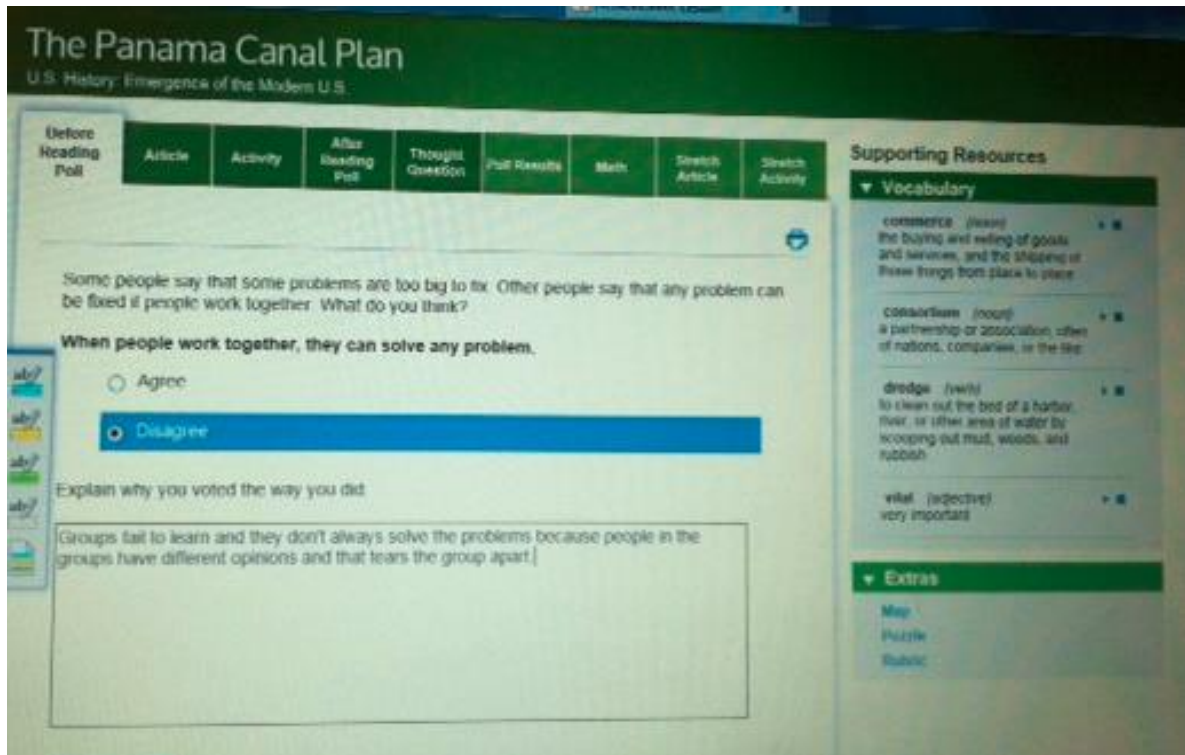 The Panama Canal Plan
U.S. History: Emergence of the Modern U.S.
Before
Reading
Poll
Article
Activity
After
Reading
Poll
Thought
Question
Poll Results
Math
Stretch
Article
Stretch
Activity
Some people say that some problems are too big to fix. Other people say that any problem can
be fixed if people work together. What do you think?
When people work together, they can solve any problem.
Agree
Disagree
Explain why you voted the way you did.
Groups fail to learn and they don't always solve the problems because people in the
groups have different opinions and that tears the group apart.
Supporting Resources
Vocabulary
commerce (noun)
the buying and selling of goods
and services, and the shipping of
those things from place to place
consortium (noun)
a partnership or association, often
of nations, companies, or the like
dredge (verb)
to clean out the bed of a harbor,
river, or other area of water by
scooping out mud, weeds, and
rubbish
vital (adjective)
very important
Extras
Map
Puzzle
Rubric
ab/?
ab/?
ab/?
ab/?